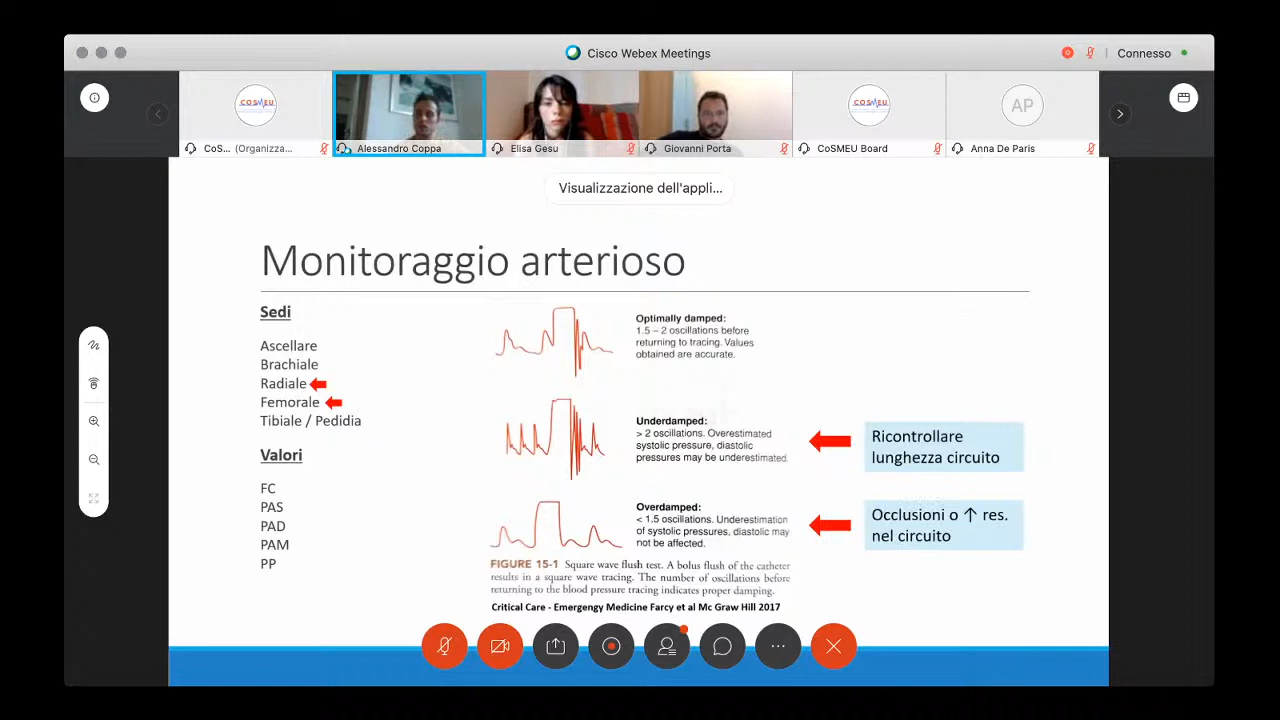 Cisco Webex Meetings
Connesso
COSMEU
COSMEU
AP
CoS... (Organizza...
Alessandro Coppa
Elisa Gesu
Giovanni Porta
CoSMEU Board
Anna De Paris
Visualizzazione dell'appli...
Monitoraggio arterioso
Sedi
Ascellare
Brachiale
Radiale
Femorale
Tibiale / Pedidia
Valori
FC
PAS
PAD
PAM
PP
Optimally damped:
1.5 – 2 oscillations before
returning to tracing. Values
obtained are accurate.
Underdamped:
> 2 oscillations. Overestimated
systolic pressure, diastolic
pressures may be underestimated.
Ricontrollare
lunghezza circuito
Overdamped:
< 1.5 oscillations. Underestimation
of systolic pressures, diastolic may
not be affected.
Occlusioni o ↑ res.
nel circuito
FIGURE 15-1 Square wave flush test. A bolus flush of the catheter
results in a square wave tracing. The number of oscillations before
returning to the blood pressure tracing indicates proper damping.
Critical Care - Emergengy Medicine Farcy et al Mc Graw Hill 2017